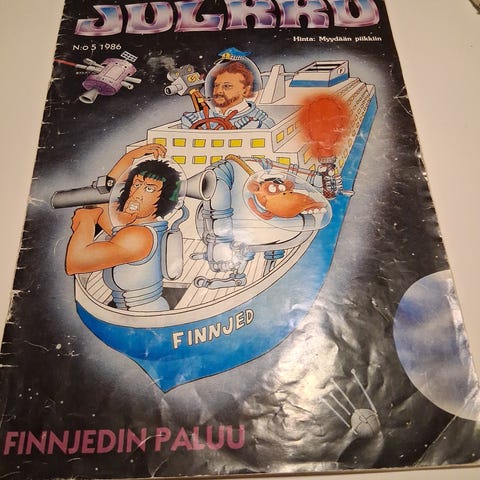 JULKKU
N:o 5 1986
Hinta: Myydään piikkiin
FINNJED
FINNJEDIN PALUU